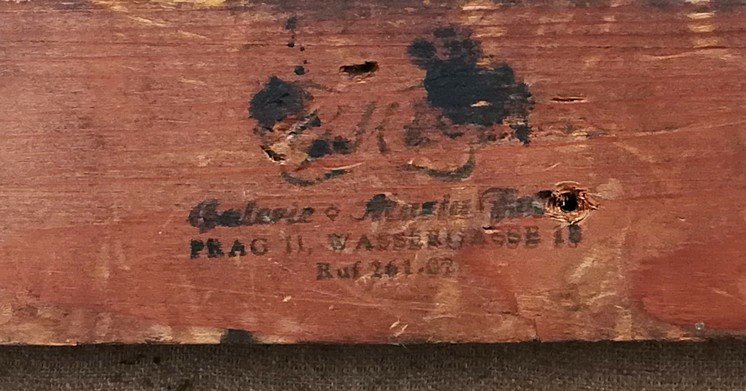 K
Galerie ◇ Maria
PRAG II, WASSERGASSE 18
Ruf 261-07